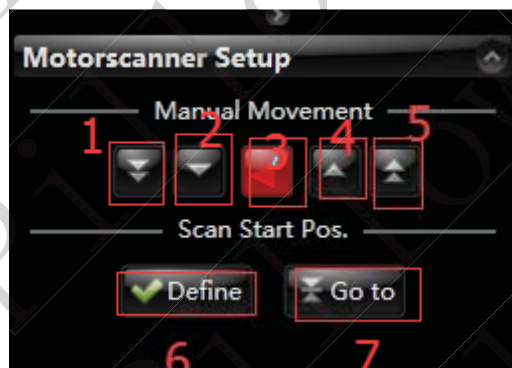 Motorscanner Setup
Manual Movement
1 2 3 4 5
Scan Start Pos.
Define Go to
6 7